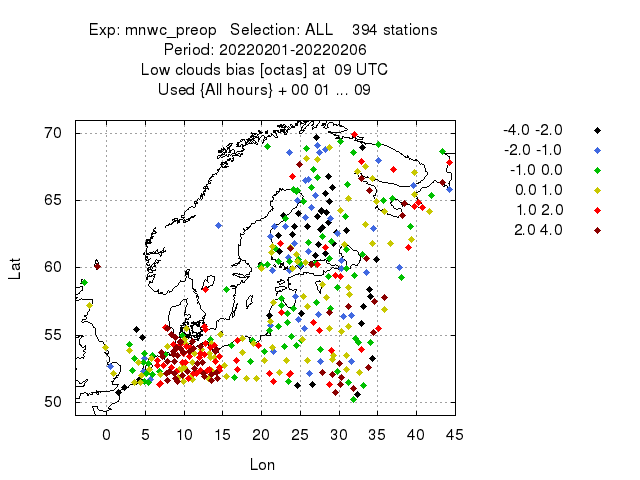 Exp: mnwc_preop   Selection: ALL    394 stations
Period: 20220201-20220206
Low clouds bias [octas] at  09 UTC
Used {All hours} + 00 01 ... 09
70
65
60
55
50
Lat
0 5 10 15 20 25 30 35 40 45
Lon
-4.0 -2.0
-2.0 -1.0
-1.0 0.0
0.0 1.0
1.0 2.0
2.0 4.0